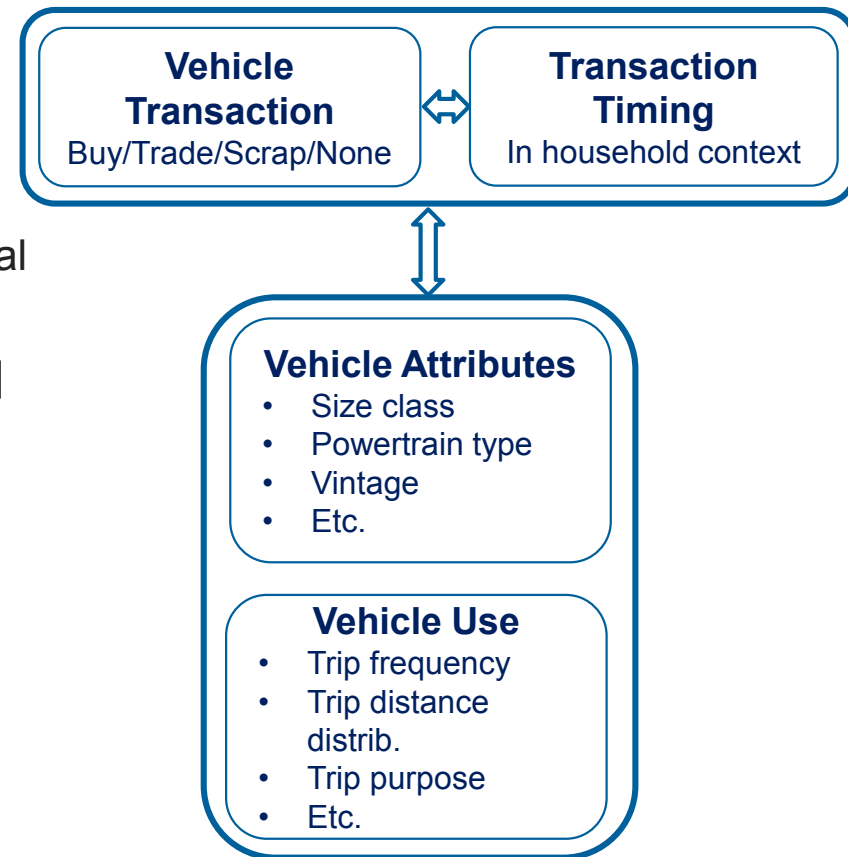 Vehicle
Transaction
Buy/Trade/Scrap/None
Transaction
Timing
In household context
al
Vehicle Attributes
• Size class
• Powertrain type
• Vintage
• Etc.
Vehicle Use
• Trip frequency
• Trip distance
distrib.
• Trip purpose
• Etc.